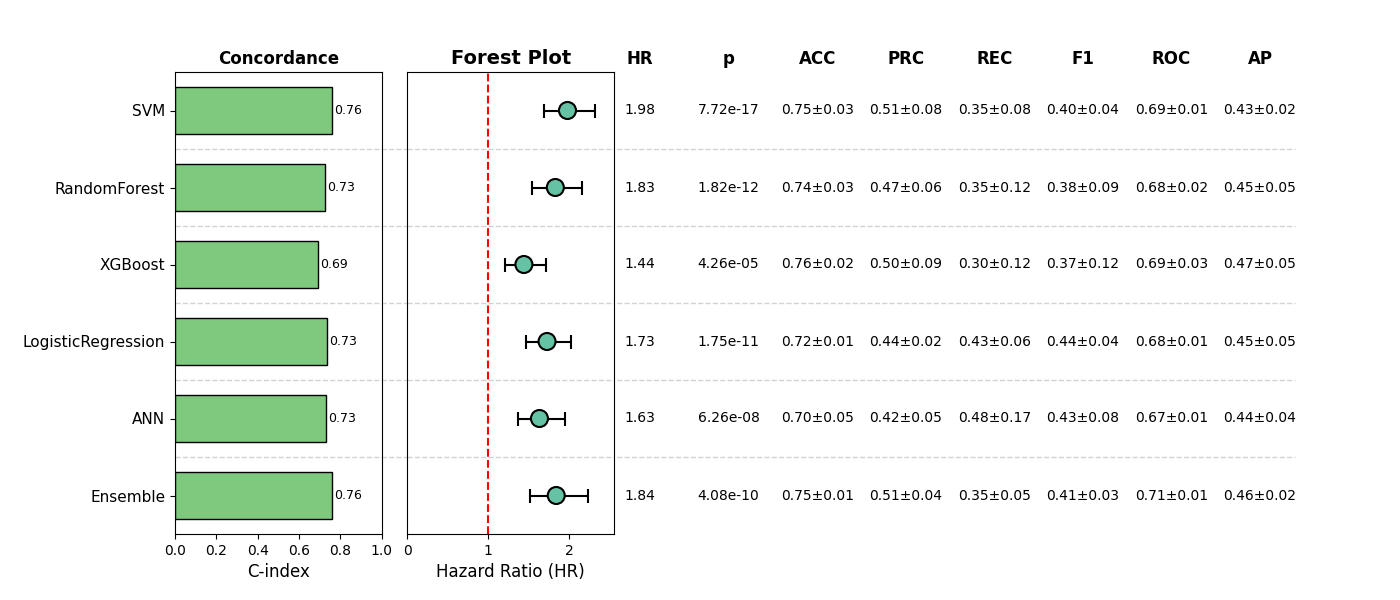 Concordance Forest Plot HR p ACC PRC REC F1 ROC AP
SVM 0.76 1.98 7.72e-17 0.75±0.03 0.51±0.08 0.35±0.08 0.40±0.04 0.69±0.01 0.43±0.02
RandomForest 0.73 1.83 1.82e-12 0.74±0.03 0.47±0.06 0.35±0.12 0.38±0.09 0.68±0.02 0.45±0.05
XGBoost 0.69 1.44 4.26e-05 0.76±0.02 0.50±0.09 0.30±0.12 0.37±0.12 0.69±0.03 0.47±0.05
LogisticRegression 0.73 1.73 1.75e-11 0.72±0.01 0.44±0.02 0.43±0.06 0.44±0.04 0.68±0.01 0.45±0.05
ANN 0.73 1.63 6.26e-08 0.70±0.05 0.42±0.05 0.48±0.17 0.43±0.08 0.67±0.01 0.44±0.04
Ensemble 0.76 1.84 4.08e-10 0.75±0.01 0.51±0.04 0.35±0.05 0.41±0.03 0.71±0.01 0.46±0.02
0.0 0.2 0.4 0.6 0.8 1.0 0 1 2
C-index Hazard Ratio (HR)